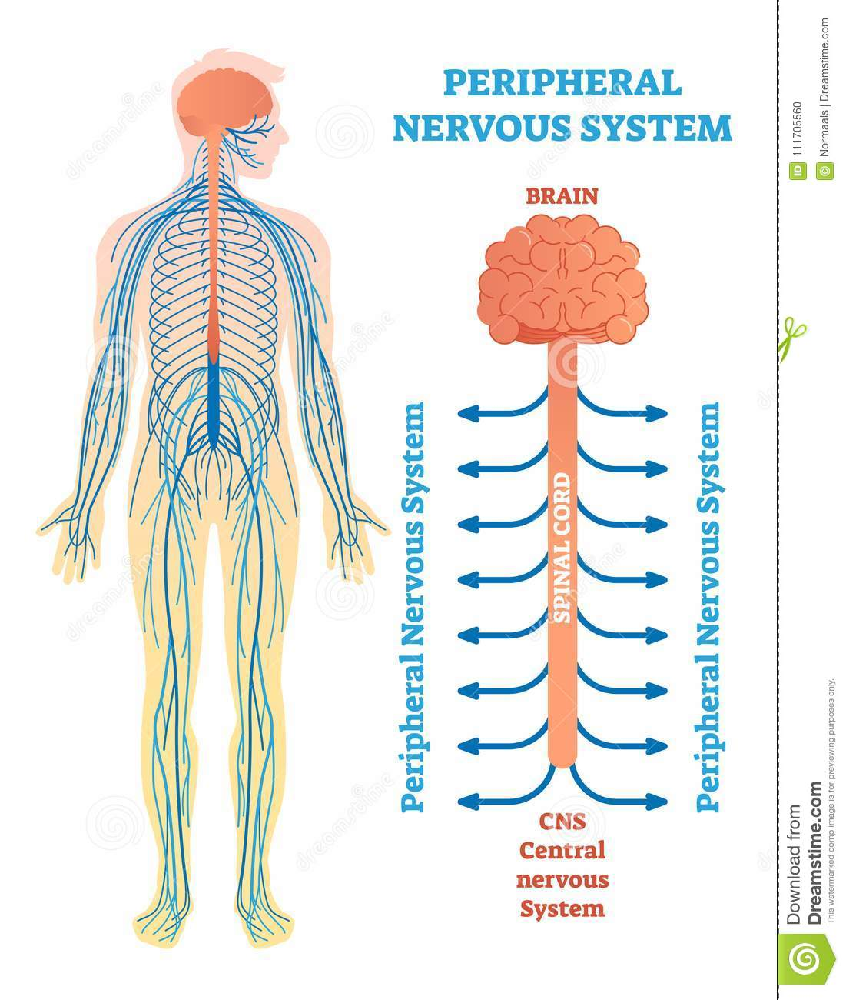 PERIPHERAL
NERVOUS SYSTEM
BRAIN
Peripheral Nervous System
SPINAL CORD
Peripheral Nervous System
CNS
Central
nervous
System
dreamstime
ID 111705560
© Normaals | Dreamstime.com
Download from
Dreamstime.com
This watermarked comp image is for previewing purposes only.